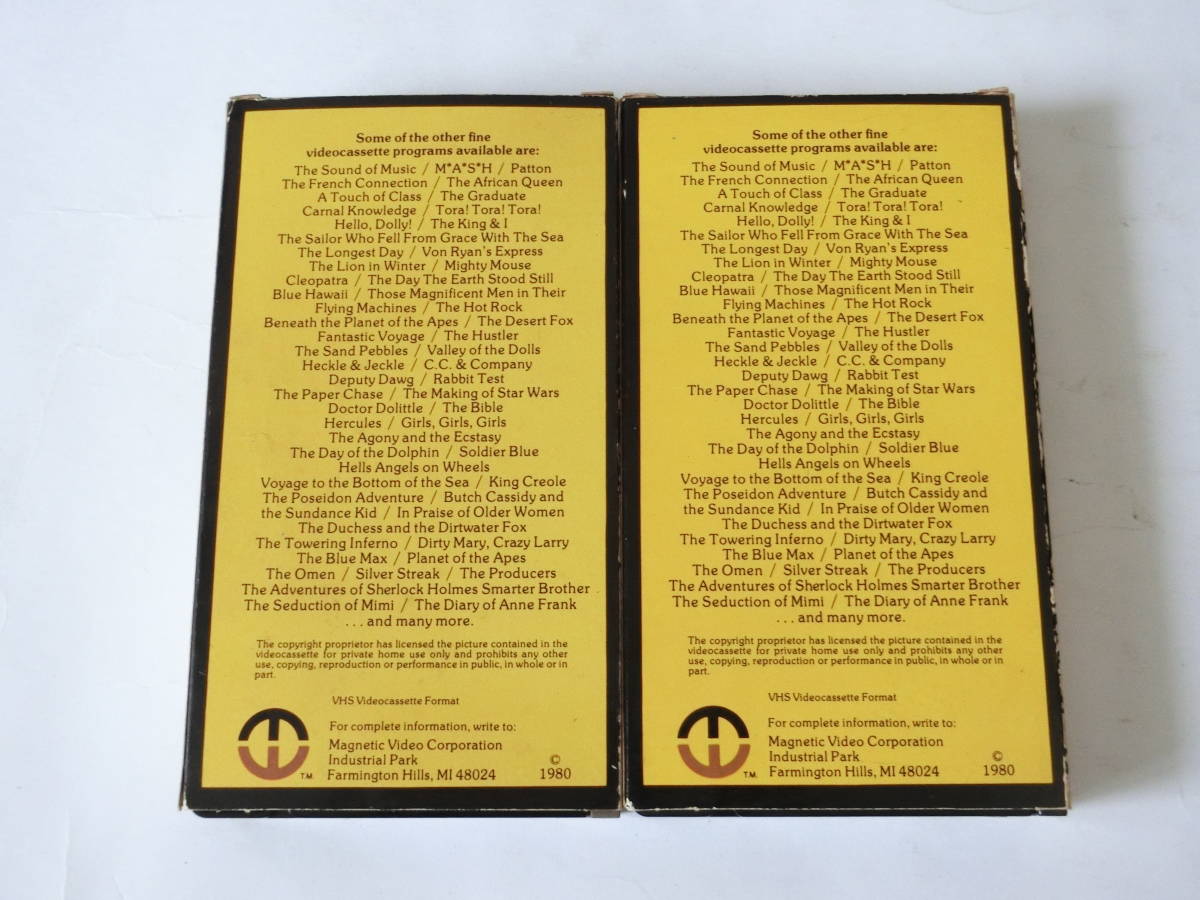 Some of the other fine
videocassette programs available are:
The Sound of Music / M*A*S*H / Patton
The French Connection / The African Queen
A Touch of Class / The Graduate
Carnal Knowledge / Tora! Tora! Tora!
Hello, Dolly! / The King & I
The Sailor Who Fell From Grace With The Sea
The Longest Day / Von Ryan's Express
The Lion in Winter / Mighty Mouse
Cleopatra / The Day The Earth Stood Still
Blue Hawaii / Those Magnificent Men in Their
Flying Machines / The Hot Rock
Beneath the Planet of the Apes / The Desert Fox
Fantastic Voyage / The Hustler
The Sand Pebbles / Valley of the Dolls
Heckle & Jeckle / C.C. & Company
Deputy Dawg / Rabbit Test
The Paper Chase / The Making of Star Wars
Doctor Dolittle / The Bible
Hercules / Girls, Girls, Girls
The Agony and the Ecstasy
The Day of the Dolphin / Soldier Blue
Hells Angels on Wheels
Voyage to the Bottom of the Sea / King Creole
The Poseidon Adventure / Butch Cassidy and
the Sundance Kid / In Praise of Older Women
The Duchess and the Dirtwater Fox
The Towering Inferno / Dirty Mary, Crazy Larry
The Blue Max / Planet of the Apes
The Omen / Silver Streak / The Producers
The Adventures of Sherlock Holmes Smarter Brother
The Seduction of Mimi / The Diary of Anne Frank
. . . and many more.
The copyright proprietor has licensed the picture contained in the
videocassette for private home use only and prohibits any other
use, copying, reproduction or performance in public, in whole or in
part.
VHS Videocassette Format
For complete information, write to:
Magnetic Video Corporation
Industrial Park
Farmington Hills, MI 48024
T.M.
© 1980
Some of the other fine
videocassette programs available are:
The Sound of Music / M*A*S*H / Patton
The French Connection / The African Queen
A Touch of Class / The Graduate
Carnal Knowledge / Tora! Tora! Tora!
Hello, Dolly! / The King & I
The Sailor Who Fell From Grace With The Sea
The Longest Day / Von Ryan's Express
The Lion in Winter / Mighty Mouse
Cleopatra / The Day The Earth Stood Still
Blue Hawaii / Those Magnificent Men in Their
Flying Machines / The Hot Rock
Beneath the Planet of the Apes / The Desert Fox
Fantastic Voyage / The Hustler
The Sand Pebbles / Valley of the Dolls
Heckle & Jeckle / C.C. & Company
Deputy Dawg / Rabbit Test
The Paper Chase / The Making of Star Wars
Doctor Dolittle / The Bible
Hercules / Girls, Girls, Girls
The Agony and the Ecstasy
The Day of the Dolphin / Soldier Blue
Hells Angels on Wheels
Voyage to the Bottom of the Sea / King Creole
The Poseidon Adventure / Butch Cassidy and
the Sundance Kid / In Praise of Older Women
The Duchess and the Dirtwater Fox
The Towering Inferno / Dirty Mary, Crazy Larry
The Blue Max / Planet of the Apes
The Omen / Silver Streak / The Producers
The Adventures of Sherlock Holmes Smarter Brother
The Seduction of Mimi / The Diary of Anne Frank
. . . and many more.
The copyright proprietor has licensed the picture contained in the
videocassette for private home use only and prohibits any other
use, copying, reproduction or performance in public, in whole or in
part.
VHS Videocassette Format
For complete information, write to:
Magnetic Video Corporation
Industrial Park
Farmington Hills, MI 48024
T.M.
© 1980